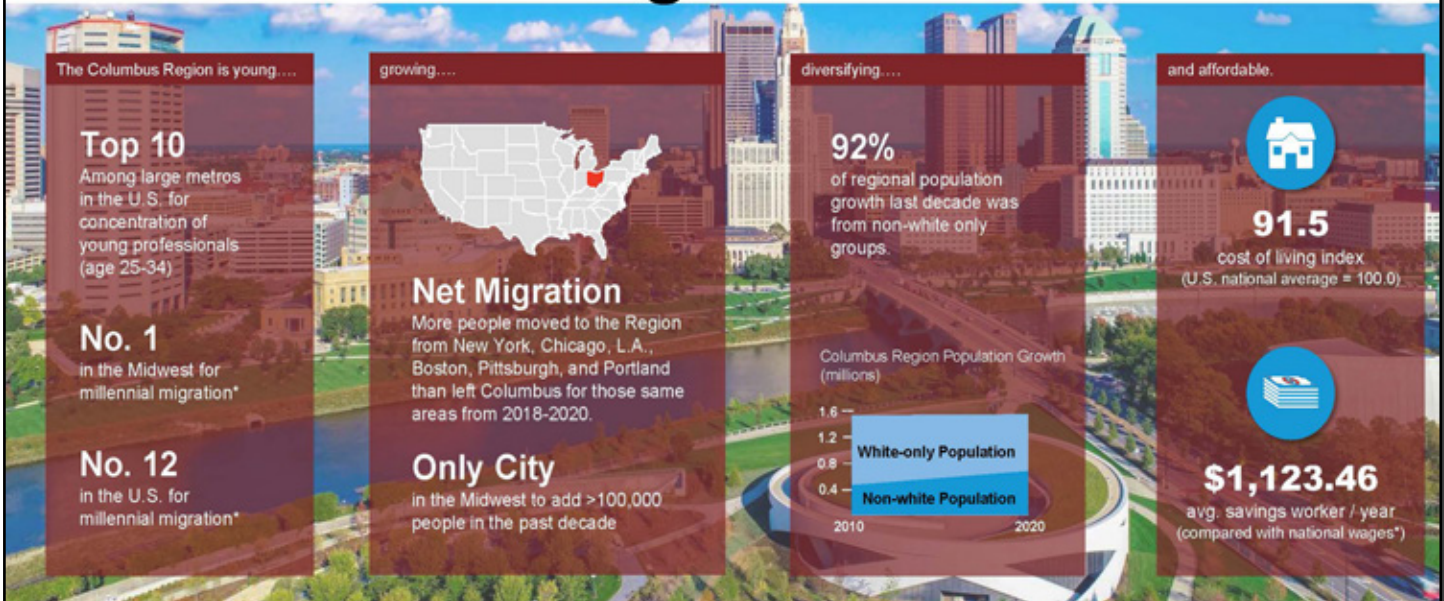 The Columbus Region is young....
Top 10
Among large metros
in the U.S. for
concentration of
young professionals
(age 25-34)
No. 1
in the Midwest for
millennial migration*
No. 12
in the U.S. for
millennial migration*
growing....
Net Migration
More people moved to the Region
from New York, Chicago, L.A.,
Boston, Pittsburgh, and Portland
than left Columbus for those same
areas from 2018-2020.
Only City
in the Midwest to add >100,000
people in the past decade
diversifying....
92%
of regional population
growth last decade was
from non-white only
groups.
Columbus Region Population Growth
(millions)
1.6
1.2
0.8
0.4
White-only Population
Non-white Population
2010 2020
and affordable.
91.5
cost of living index
(U.S. national average = 100.0)
$1,123.46
avg. savings worker / year
(compared with national wages*)